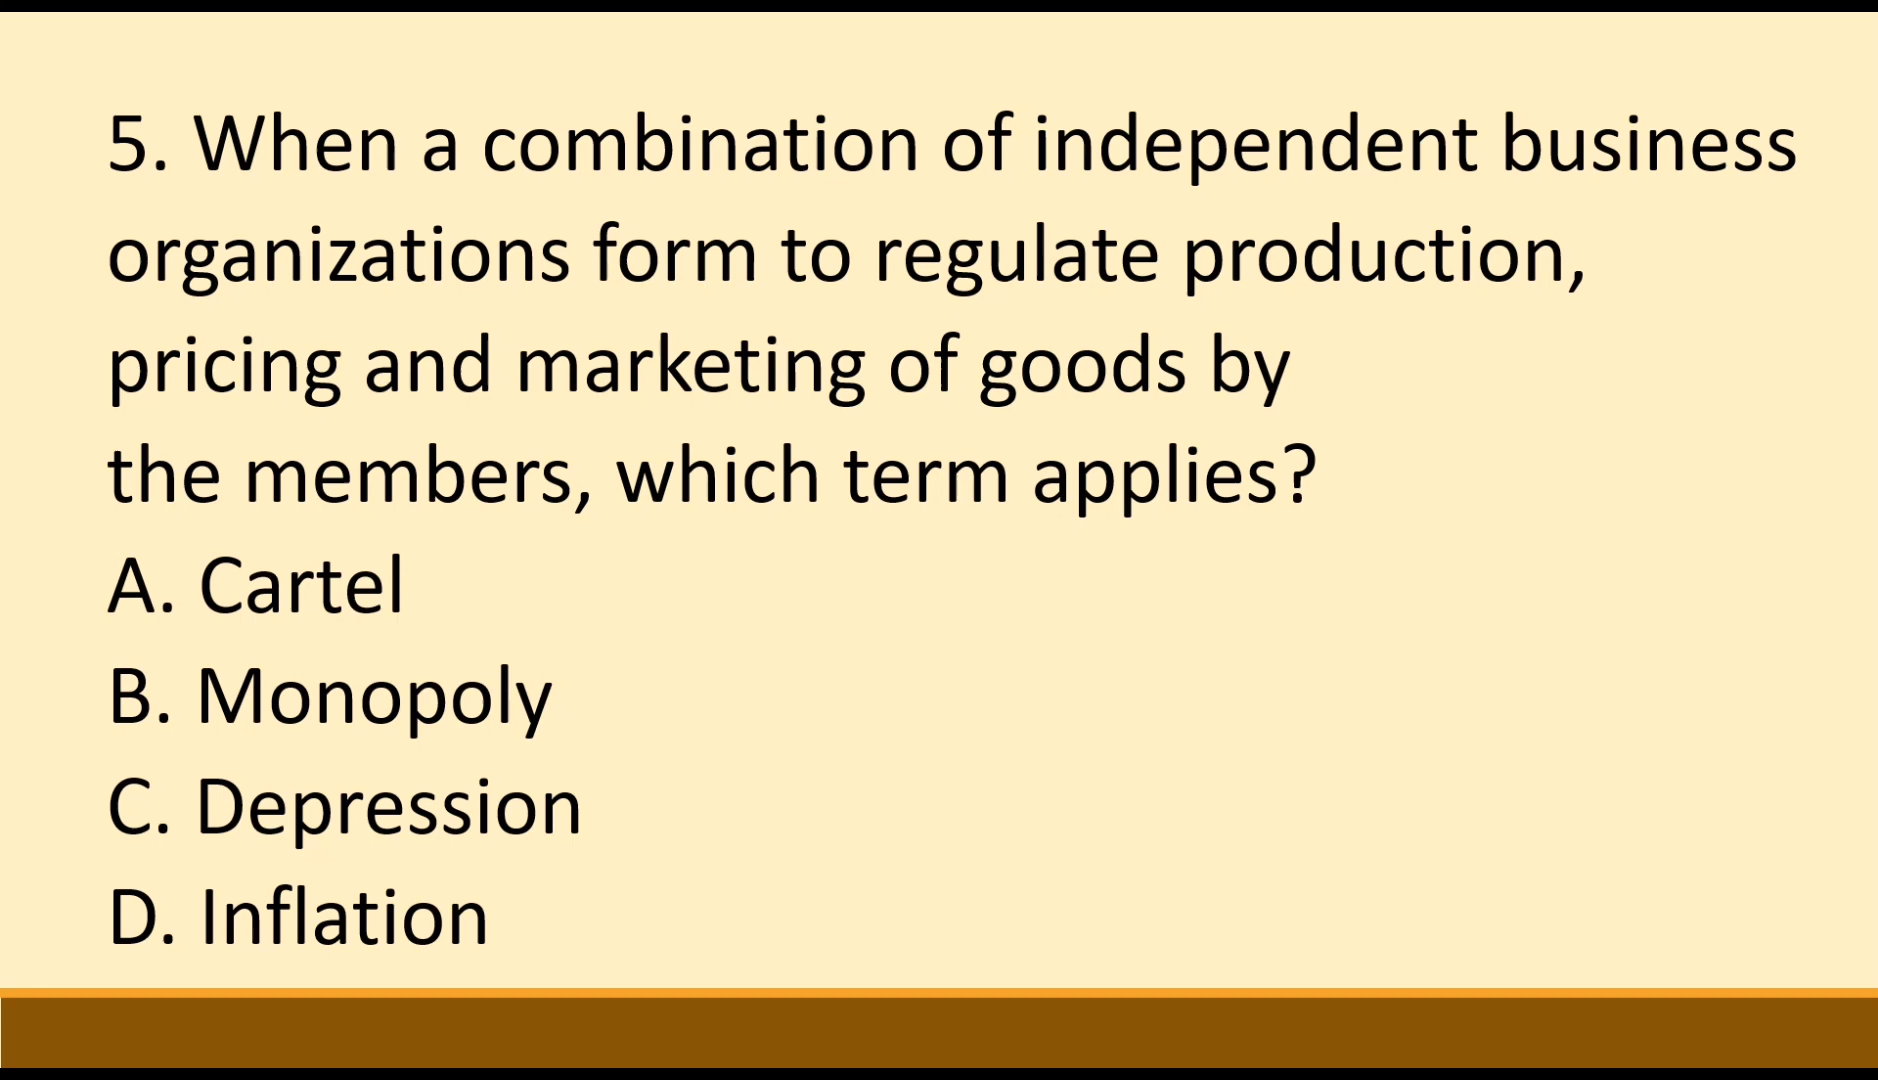 5. When a combination of independent business
organizations form to regulate production,
pricing and marketing of goods by
the members, which term applies?
A. Cartel
B. Monopoly
C. Depression
D. Inflation